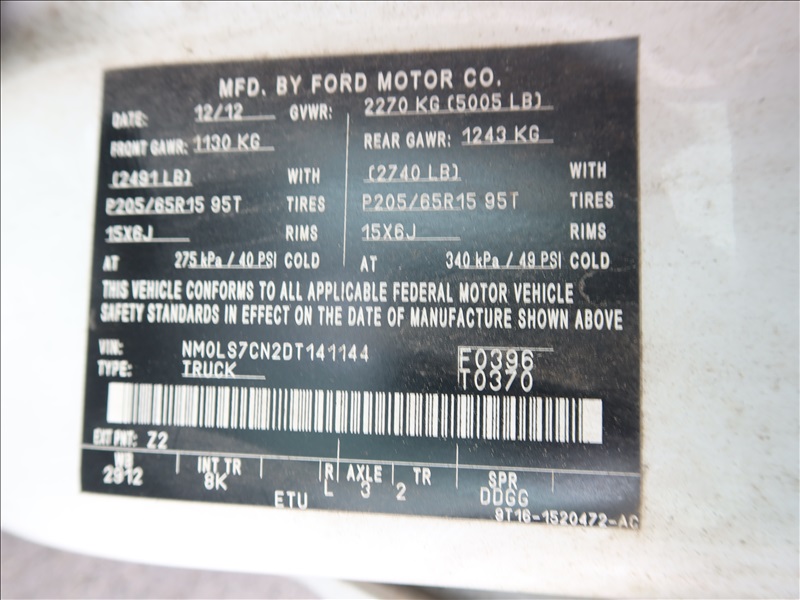 MFD. BY FORD MOTOR CO.
DATE: 12/12 GVWR: 2270 KG (5005 LB)
FRONT GAWR: 1130 KG REAR GAWR: 1243 KG
(2491 LB) WITH (2740 LB) WITH
P205/65R15 95T TIRES P205/65R15 95T TIRES
15X6J RIMS 15X6J RIMS
AT 275 kPa / 40 PSI COLD AT 340 kPa / 49 PSI COLD
THIS VEHICLE CONFORMS TO ALL APPLICABLE FEDERAL MOTOR VEHICLE
SAFETY STANDARDS IN EFFECT ON THE DATE OF MANUFACTURE SHOWN ABOVE
VIN: NM0LS7CN2DT141144 F0396
TYPE: TRUCK T0370
EXT PNT: Z2
WB INT TR R AXLE TR SPR
2912 8K L 3 2 DDGG
ETU 9T16-1520472-AC